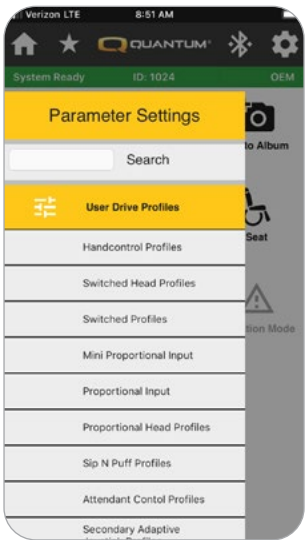 Verizon LTE 8:51 AM
QUANTUM
System Ready ID: 1024 OEM
Parameter Settings
to Album
Search
User Drive Profiles
Seat
Handcontrol Profiles
Switched Head Profiles
Switched Profiles
tion Mode
Mini Proportional Input
Proportional Input
Proportional Head Profiles
Sip N Puff Profiles
Attendant Contol Profiles
Secondary Adaptive